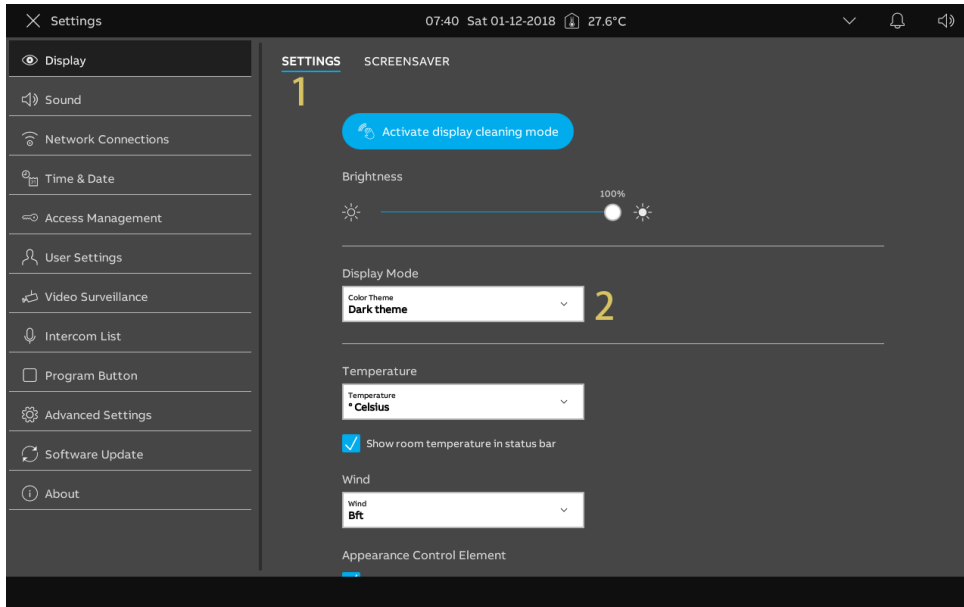 Settings
07:40 Sat 01-12-2018 27.6°C
Display
Sound
Network Connections
Time & Date
Access Management
User Settings
Video Surveillance
Intercom List
Program Button
Advanced Settings
Software Update
About
SETTINGS SCREENSAVER
1
Activate display cleaning mode
Brightness
100%
Display Mode
Color Theme
Dark theme
2
Temperature
Temperature
° Celsius
Show room temperature in status bar
Wind
Wind
Bft
Appearance Control Element